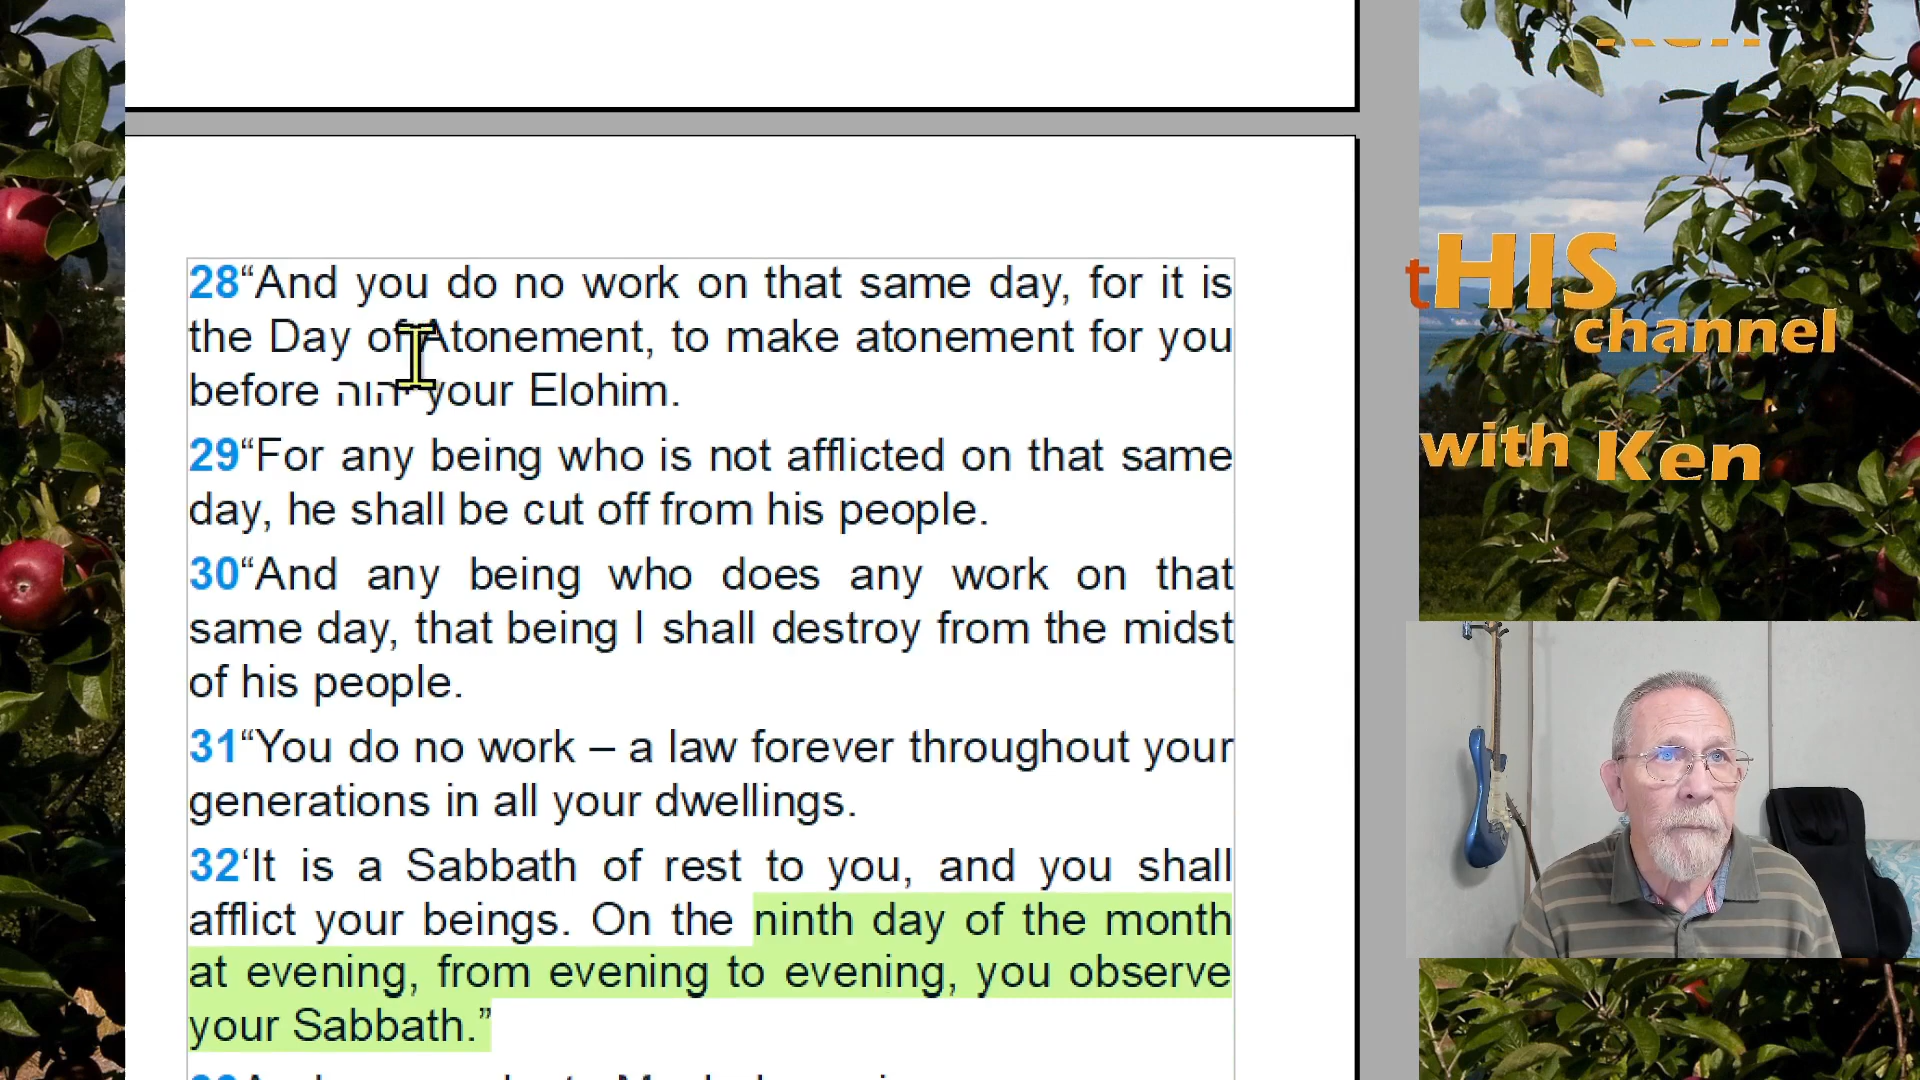 28“And you do no work on that same day, for it is
the Day of Atonement, to make atonement for you
before יהוה your Elohim.
29“For any being who is not afflicted on that same
day, he shall be cut off from his people.
30“And any being who does any work on that
same day, that being I shall destroy from the midst
of his people.
31“You do no work – a law forever throughout your
generations in all your dwellings.
32‘It is a Sabbath of rest to you, and you shall
afflict your beings. On the ninth day of the month
at evening, from evening to evening, you observe
your Sabbath.”
tHIS
channel
with Ken